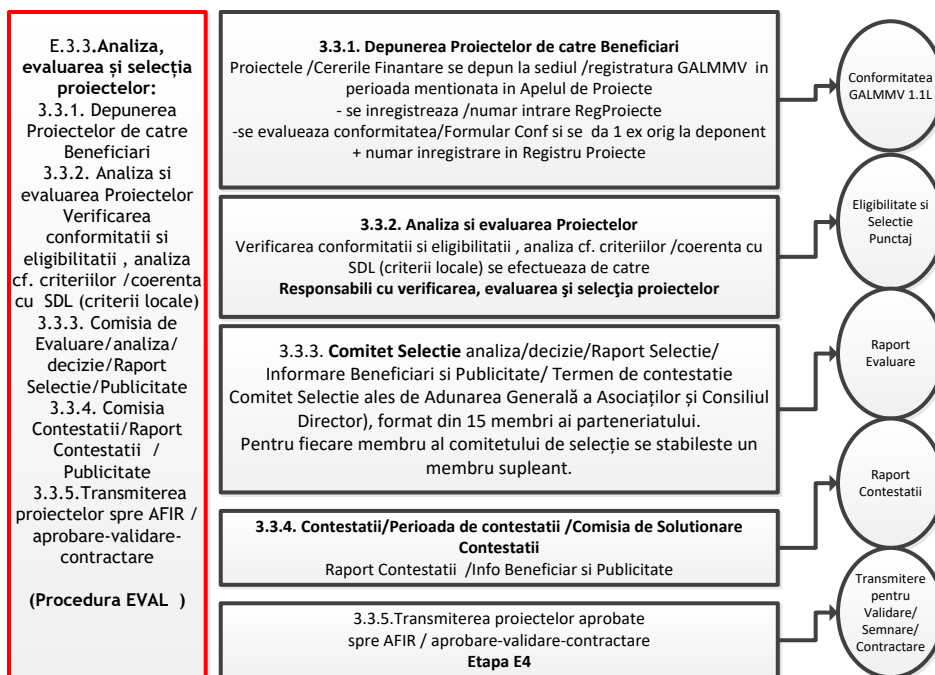 E.3.3.Analiza,
evaluarea și selecția
proiectelor:
3.3.1. Depunerea
Proiectelor de catre
Beneficiari
3.3.2. Analiza si
evaluarea Proiectelor
Verificarea
conformitatii si
eligibilitatii , analiza
cf. criteriilor /coerenta
cu SDL (criterii locale)
3.3.3. Comisia de
Evaluare/analiza/
decizie/Raport
Selectie/Publicitate
3.3.4. Comisia
Contestatii/Raport
Contestatii /
Publicitate
3.3.5.Transmiterea
proiectelor spre AFIR /
aprobare-validare-
contractare
(Procedura EVAL )
3.3.1. Depunerea Proiectelor de catre Beneficiari
Proiectele /Cererile Finantare se depun la sediul /registratura GALMMV in
perioada mentionata in Apelul de Proiecte
- se inregistreaza /numar intrare RegProiecte
-se evalueaza conformitatea/Formular Conf si se da 1 ex orig la deponent
+ numar inregistrare in Registru Proiecte
Conformitatea
GALMMV 1.1L
3.3.2. Analiza si evaluarea Proiectelor
Verificarea conformitatii si eligibilitatii , analiza cf. criteriilor /coerenta cu
SDL (criterii locale) se efectueaza de catre
Responsabili cu verificarea, evaluarea şi selecţia proiectelor
Eligibilitate si
Selectie
Punctaj
3.3.3. Comitet Selectie analiza/decizie/Raport Selectie/
Informare Beneficiari si Publicitate/ Termen de contestatie
Comitet Selectie ales de Adunarea Generală a Asociaților și Consiliul
Director), format din 15 membri ai parteneriatului.
Pentru fiecare membru al comitetului de selecție se stabileste un
membru supleant.
Raport
Evaluare
3.3.4. Contestatii/Perioada de contestatii /Comisia de Solutionare
Contestatii
Raport Contestatii /Info Beneficiar si Publicitate
Raport
Contestatii
3.3.5.Transmiterea proiectelor aprobate
spre AFIR / aprobare-validare-contractare
Etapa E4
Transmitere
pentru
Validare/
Semnare/
Contractare